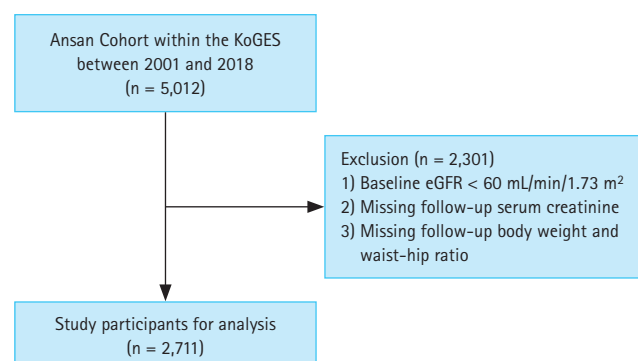 Ansan Cohort within the KoGES
between 2001 and 2018
(n = 5,012)
Exclusion (n = 2,301)
1) Baseline eGFR < 60 mL/min/1.73 m²
2) Missing follow-up serum creatinine
3) Missing follow-up body weight and
waist-hip ratio
Study participants for analysis
(n = 2,711)